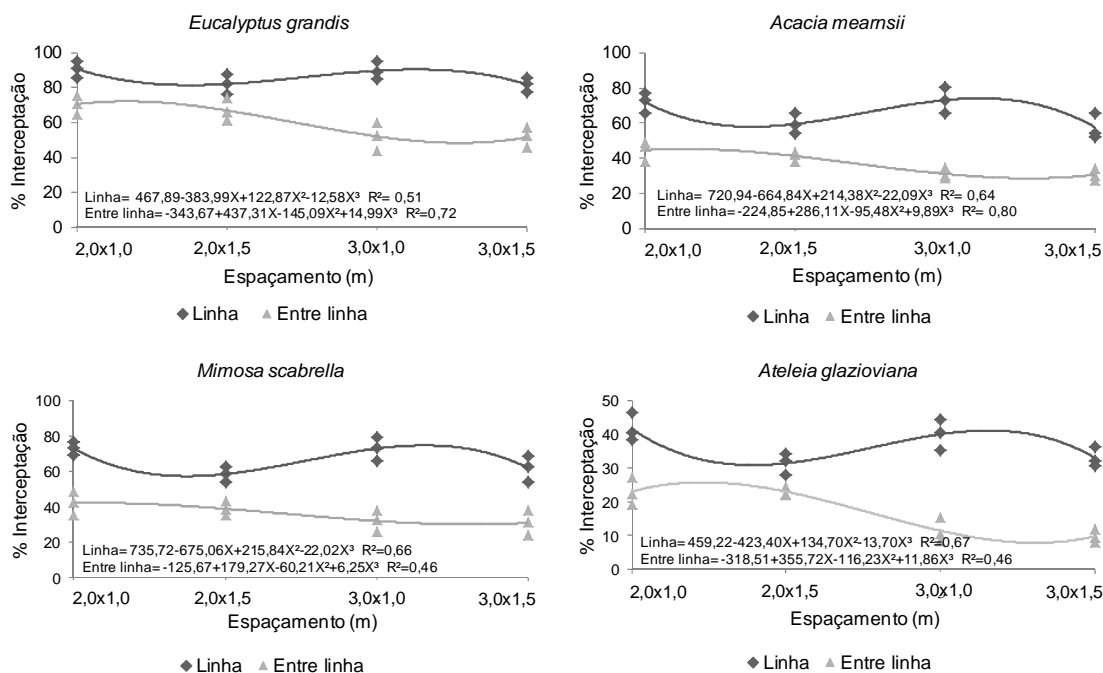 Eucalyptus grandis
% Interceptação
100
80
60
40
20
0
Linha= 467,89-383,99X+122,87X²-12,58X³ R²= 0,51
Entre linha= -343,67+437,31X-145,09X²+14,99X³ R²=0,72
2,0x1,0 2,0x1,5 3,0x1,0 3,0x1,5
Espaçamento (m)
Linha Entre linha
Acacia mearnsii
% Interceptação
100
80
60
40
20
0
Linha= 720,94-664,84X+214,38X²-22,09X³ R²= 0,64
Entre linha= -224,85+286,11X-95,48X²+9,89X³ R²= 0,80
2,0x1,0 2,0x1,5 3,0x1,0 3,0x1,5
Espaçamento (m)
Linha Entre linha
Mimosa scabrella
% Interceptação
100
80
60
40
20
0
Linha= 735,72-675,06X+215,84X²-22,02X³ R²=0,66
Entre linha= -125,67+179,27X-60,21X²+6,25X³ R²=0,46
2,0x1,0 2,0x1,5 3,0x1,0 3,0x1,5
Espaçamento (m)
Linha Entre linha
Ateleia glazioviana
% Interceptação
50
40
30
20
10
0
Linha= 459,22-423,40X+134,70X²-13,70X³ R²=0,67
Entre linha= -318,51+355,72X-116,23X²+11,86X³ R²=0,46
2,0x1,0 2,0x1,5 3,0x1,0 3,0x1,5
Espaçamento (m)
Linha Entre linha